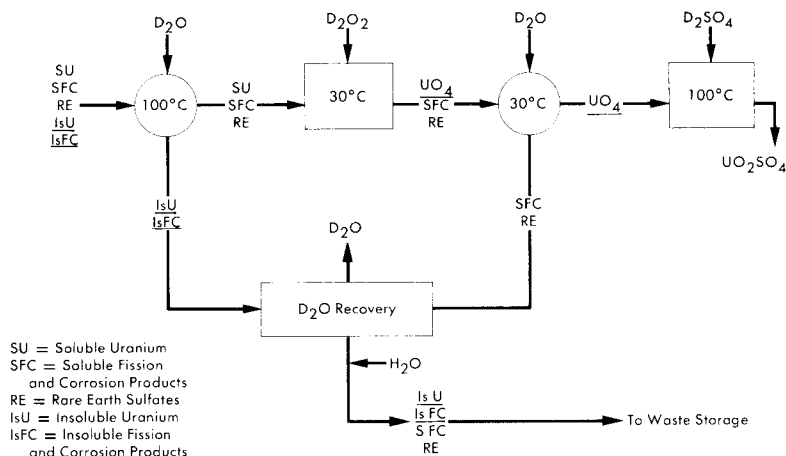 D2O
D2O2
D2O
D2SO4
SU
SFC
RE
IsU
IsFC
100°C
SU
SFC
RE
30°C
UO4
SFC
RE
30°C
UO4
100°C
UO2SO4
IsU
IsFC
SFC
RE
D2O
D2O Recovery
H2O
Is U
Is FC
S FC
RE
To Waste Storage
SU = Soluble Uranium
SFC = Soluble Fission
and Corrosion Products
RE = Rare Earth Sulfates
IsU = Insoluble Uranium
IsFC = Insoluble Fission
and Corrosion Products